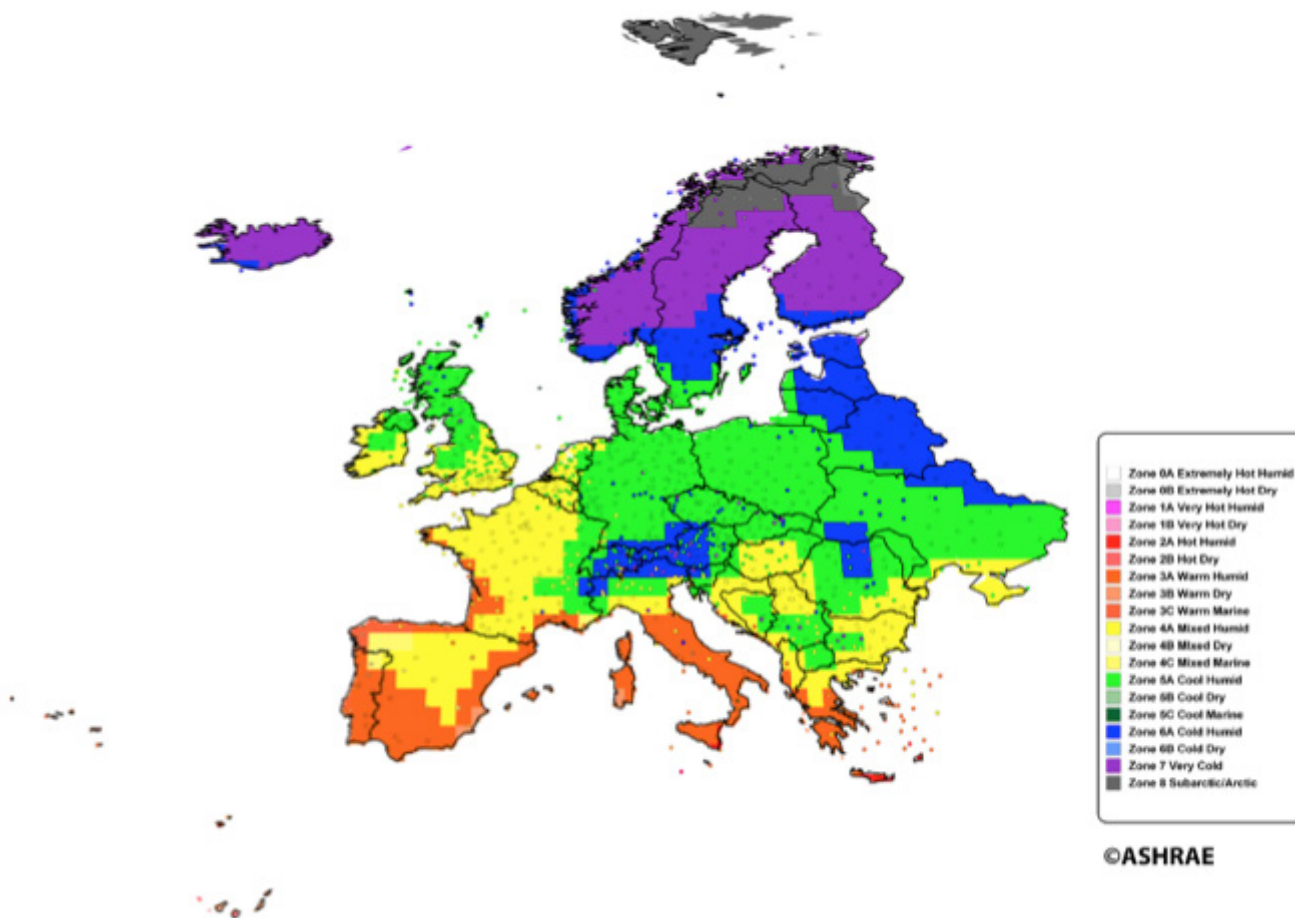 Zone 0A Extremely Hot Humid
Zone 0B Extremely Hot Dry
Zone 1A Very Hot Humid
Zone 1B Very Hot Dry
Zone 2A Hot Humid
Zone 2B Hot Dry
Zone 3A Warm Humid
Zone 3B Warm Dry
Zone 3C Warm Marine
Zone 4A Mixed Humid
Zone 4B Mixed Dry
Zone 4C Mixed Marine
Zone 5A Cool Humid
Zone 5B Cool Dry
Zone 5C Cool Marine
Zone 6A Cold Humid
Zone 6B Cold Dry
Zone 7 Very Cold
Zone 8 Subarctic/Arctic
©ASHRAE